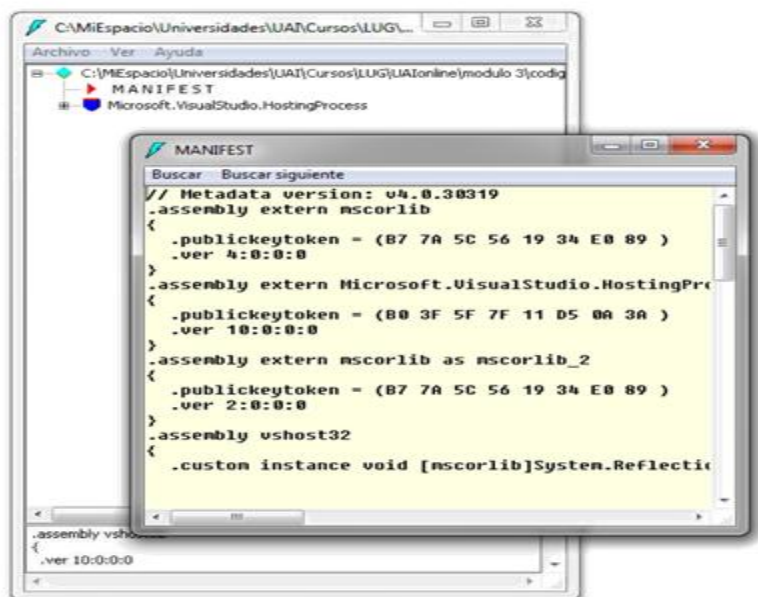 C:\MiEspacio\Universidades\UAI\Cursos\LUG\...
Archivo Ver Ayuda
C:\MiEspacio\Universidades\UAI\Cursos\LUG\UAIonline\modulo 3\codig
MANIFEST
Microsoft.VisualStudio.HostingProcess
MANIFEST
Buscar Buscar siguiente
// Metadata version: v4.0.30319
.assembly extern mscorlib
{
.publickeytoken = (B7 7A 5C 56 19 34 E0 89 )
.ver 4:0:0:0
}
.assembly extern Microsoft.VisualStudio.HostingPro
{
.publickeytoken = (B0 3F 5F 7F 11 D5 0A 3A )
.ver 10:0:0:0
}
.assembly extern mscorlib as mscorlib_2
{
.publickeytoken = (B7 7A 5C 56 19 34 E0 89 )
.ver 2:0:0:0
}
.assembly vshost32
{
.custom instance void [mscorlib]System.Reflectio
.assembly
{
.ver 10:0:0:0